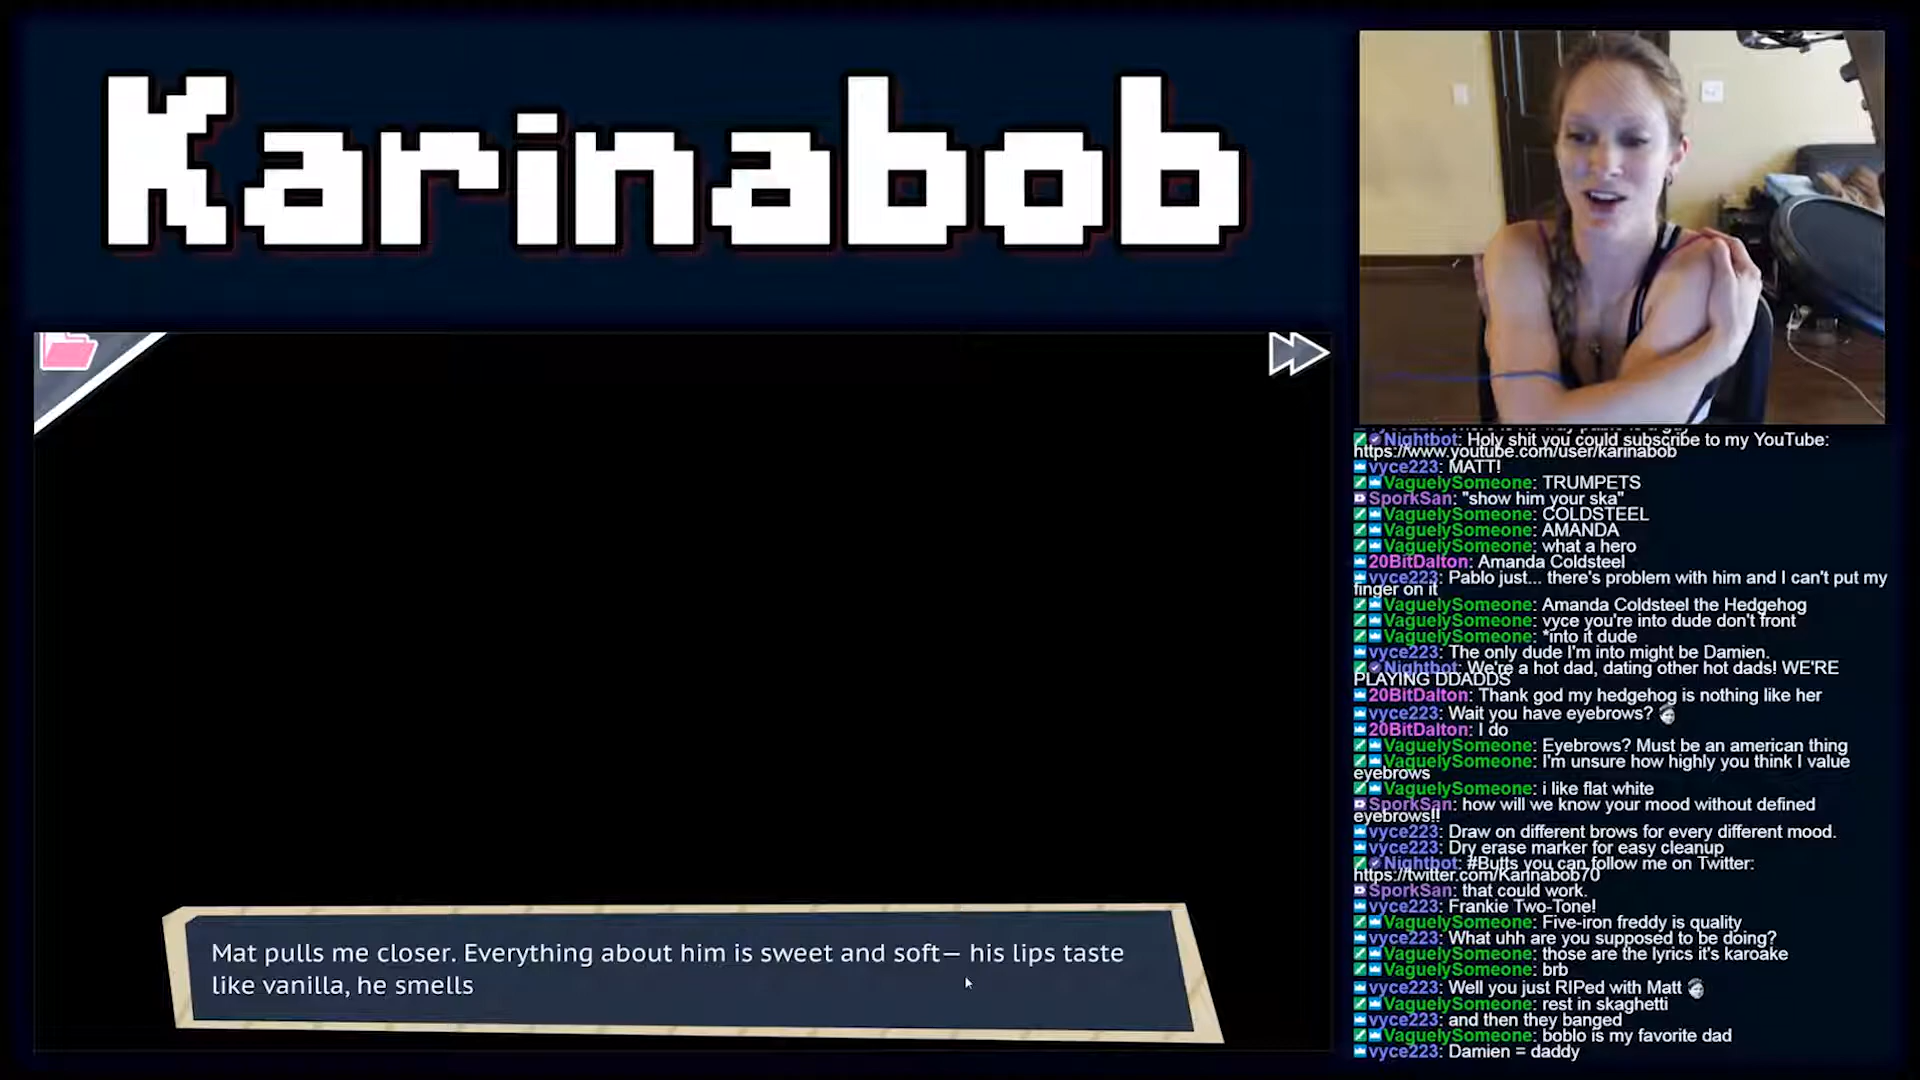 Karinabob
Nightbot: Holy shit you could subscribe to my YouTube:
https://www.youtube.com/user/karinabob
vyce223: MATT!
VaguelySomeone: TRUMPETS
SporkSan: "show him your ska"
VaguelySomeone: COLDSTEEL
VaguelySomeone: AMANDA
VaguelySomeone: what a hero
20BitDalton: Amanda Coldsteel
vyce223: Pablo just... there's problem with him and I can't put my
finger on it
VaguelySomeone: Amanda Coldsteel the Hedgehog
VaguelySomeone: vyce you're into dude don't front
VaguelySomeone: *into it dude
vyce223: The only dude I'm into might be Damien.
Nightbot: We're a hot dad, dating other hot dads! WE'RE
PLAYING DDADDS
20BitDalton: Thank god my hedgehog is nothing like her
vyce223: Wait you have eyebrows?
20BitDalton: I do
VaguelySomeone: Eyebrows? Must be an american thing
VaguelySomeone: I'm unsure how highly you think I value
eyebrows
VaguelySomeone: i like flat white
SporkSan: how will we know your mood without defined
eyebrows!!
vyce223: Draw on different brows for every different mood.
vyce223: Dry erase marker for easy cleanup
Nightbot: #Butts you can follow me on Twitter:
https://twitter.com/Karinabob70
SporkSan: that could work.
vyce223: Frankie Two-Tone!
VaguelySomeone: Five-iron freddy is quality
vyce223: What uhh are you supposed to be doing?
VaguelySomeone: those are the lyrics it's karoake
VaguelySomeone: brb
vyce223: Well you just RIPed with Matt
VaguelySomeone: rest in skaghetti
vyce223: and then they banged
VaguelySomeone: boblo is my favorite dad
vyce223: Damien = daddy
Mat pulls me closer. Everything about him is sweet and soft— his lips taste
like vanilla, he smells